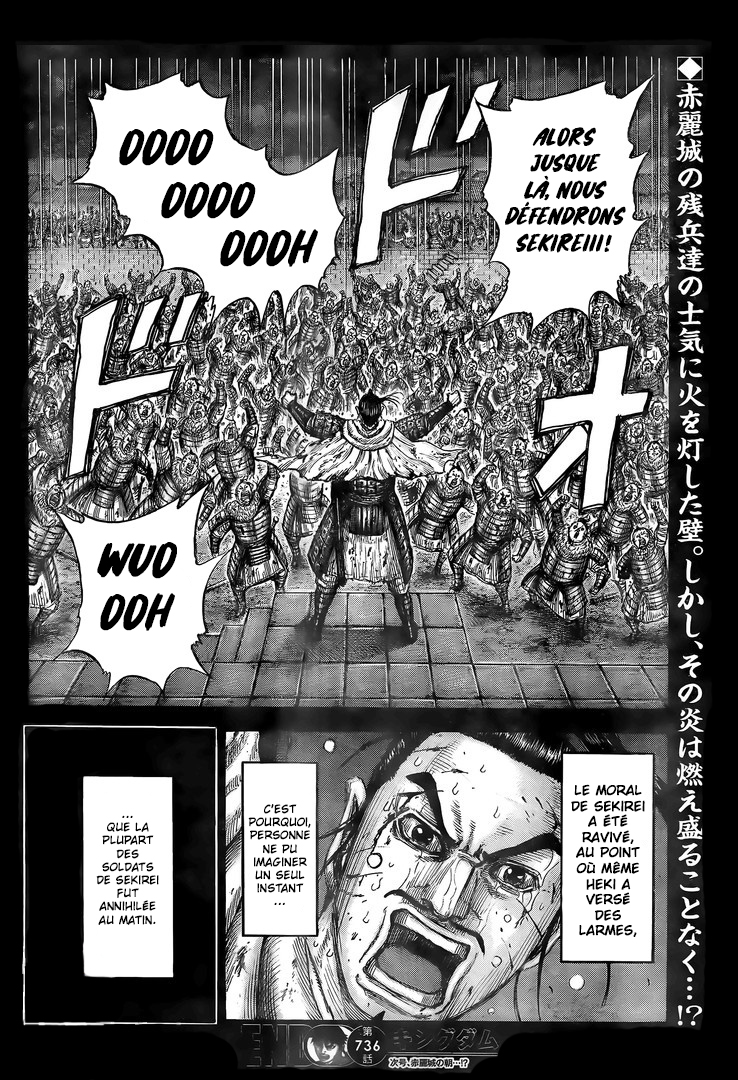 ◆赤麗城の残兵達の士気に火を灯した壁。しかし、その炎は燃え盛ることなく…!?
ALORS
JUSQUE
LÀ, NOUS
DÉFENDRONS
SEKIREIII!
ド
OOOO
OOOO
OOOH
オ
ド
WUO
OOH
LE MORAL
DE SEKIREI
A ÉTÉ
RAVIVÉ,
AU POINT
OÙ MÊME
HEKI A
VERSÉ
DES
LARMES,
C'EST
POURQUOI,
PERSONNE
NE PU
IMAGINER
UN SEUL
INSTANT
...
...
QUE LA
PLUPART
DES
SOLDATS
DE SEKIREI
FUT
ANNIHILÉE
AU MATIN.
END
第
736
話
キングダム
次号、赤麗城の朝…!?